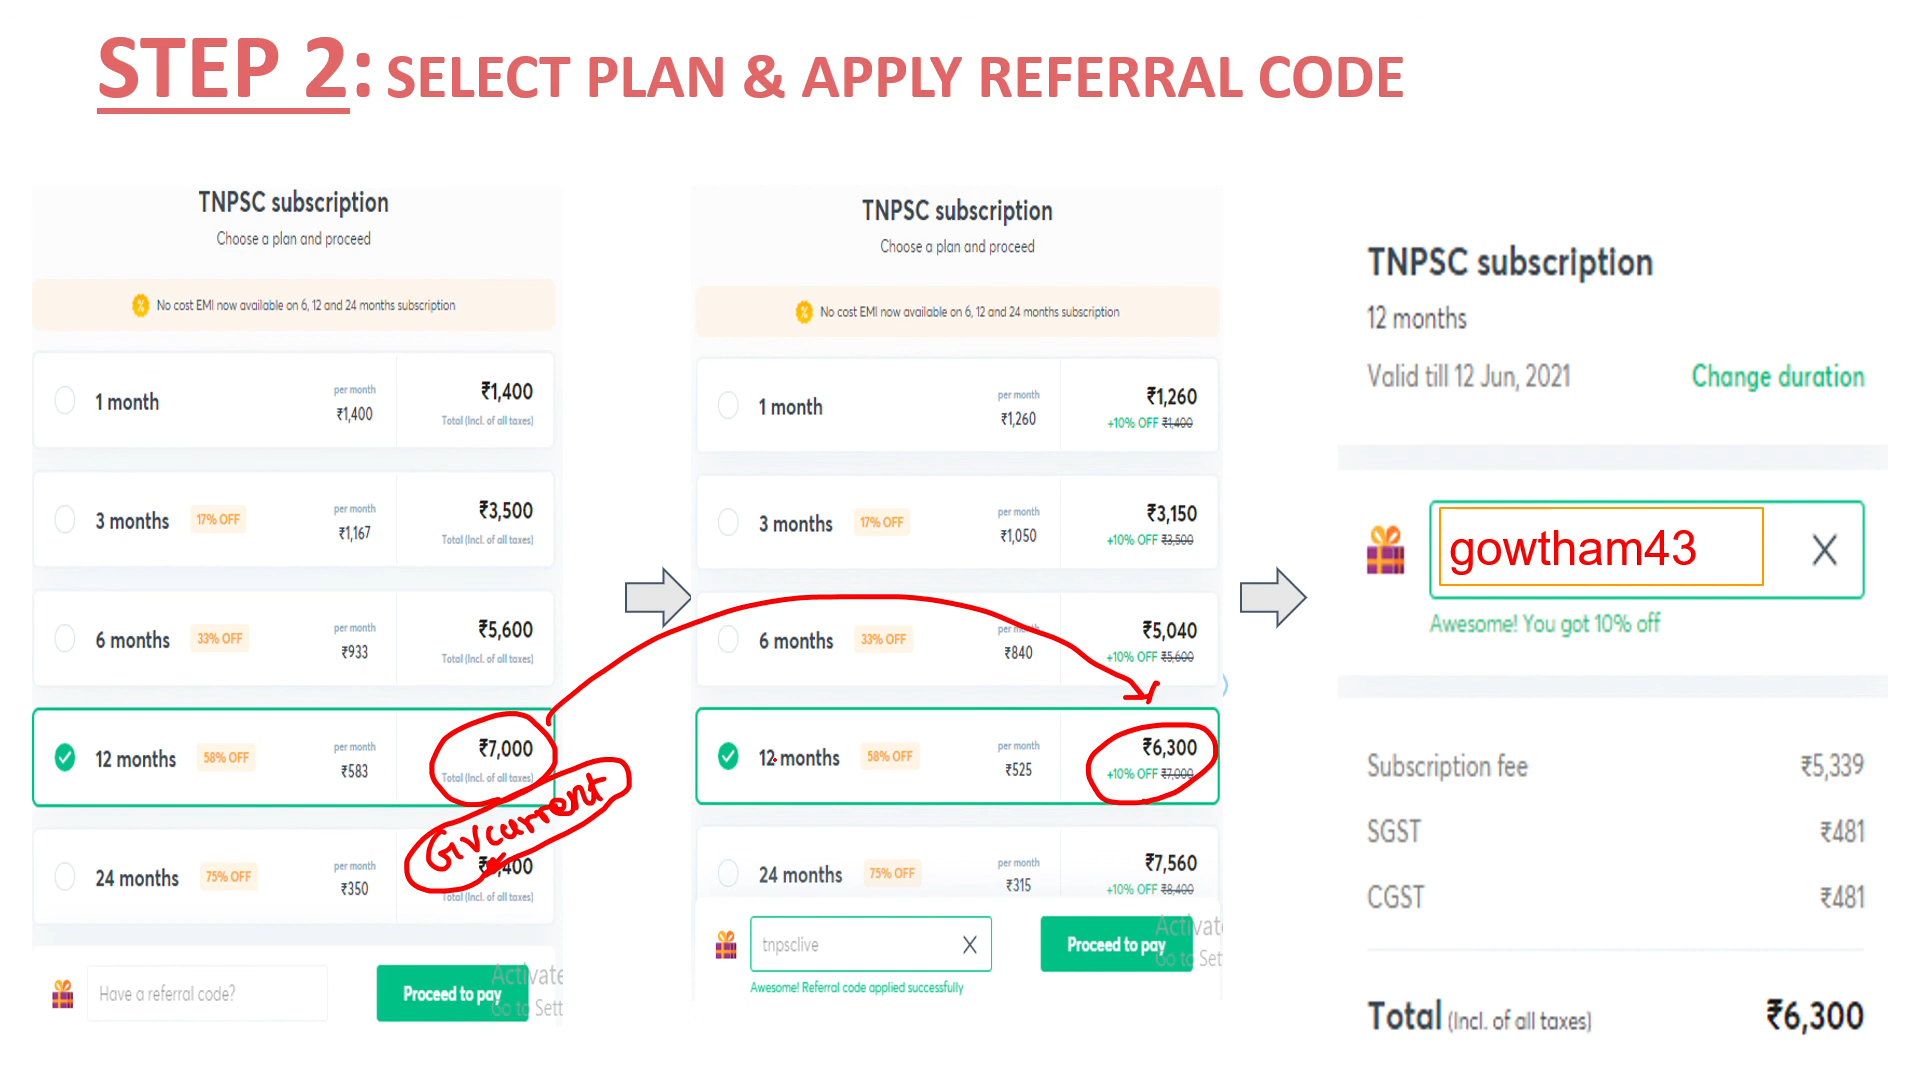 STEP 2: SELECT PLAN & APPLY REFERRAL CODE
TNPSC subscription
Choose a plan and proceed
No cost EMI now available on 6, 12 and 24 months subscription
1 month
per month
₹1,400
₹1,400
Total (Incl. of all taxes)
3 months
17% OFF
per month
₹1,167
₹3,500
Total (Incl. of all taxes)
6 months
33% OFF
per month
₹933
₹5,600
Total (Incl. of all taxes)
12 months
58% OFF
per month
₹583
₹7,000
Total (Incl. of all taxes)
24 months
75% OFF
per month
₹350
400
Total (Incl. of all taxes)
Have a referral code?
Proceed to pay
Activate
Go to Sett
TNPSC subscription
Choose a plan and proceed
No cost EMI now available on 6, 12 and 24 months subscription
1 month
per month
₹1,260
₹1,260
+10% OFF ₹1,400
3 months
17% OFF
per month
₹1,050
₹3,150
+10% OFF ₹3,500
6 months
33% OFF
per month
₹840
₹5,040
+10% OFF ₹5,600
12 months
58% OFF
per month
₹525
₹6,300
+10% OFF ₹7,000
24 months
75% OFF
per month
₹315
₹7,560
+10% OFF ₹8,400
tnpsclive
X
Awesome! Referral code applied successfully
Proceed to pay
Activat
Go to Set
TNPSC subscription
12 months
Valid till 12 Jun, 2021
Change duration
gowtham43
X
Awesome! You got 10% off
Subscription fee ₹5,339
SGST ₹481
CGST ₹481
Total (Incl. of all taxes) ₹6,300